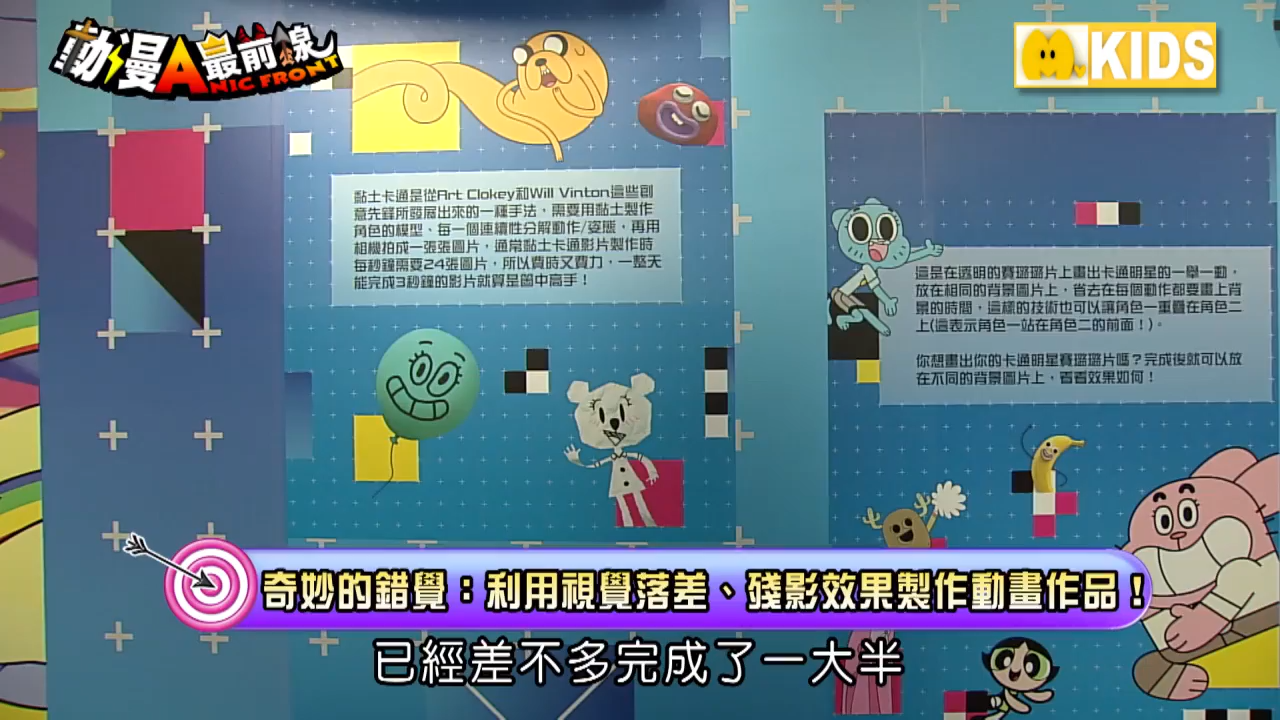 動漫A最前線
ANIC FRONT
M. KIDS
黏土卡通是從Art Clokey和Will Vinton這些創
意先鋒所發展出來的一種手法，需要用黏土製作
角色的模型、每一個連續性分解動作/姿態，再用
相機拍成一張張圖片，通常黏土卡通影片製作時
每秒鐘需要24張圖片，所以費時又費力，一整天
能完成3秒鐘的影片就算是箇中高手！
這是在透明的賽璐璐片上畫出卡通明星的一舉一動，
放在相同的背景圖片上，省去在每個動作都要畫上背
景的時間，這樣的技術也可以讓角色一重疊在角色二
上(這表示角色一站在角色二的前面！)。
你想畫出你的卡通明星賽璐璐片嗎？完成後就可以放
在不同的背景圖片上，看看效果如何！
奇妙的錯覺：利用視覺落差、殘影效果製作動畫作品！
已經差不多完成了一大半